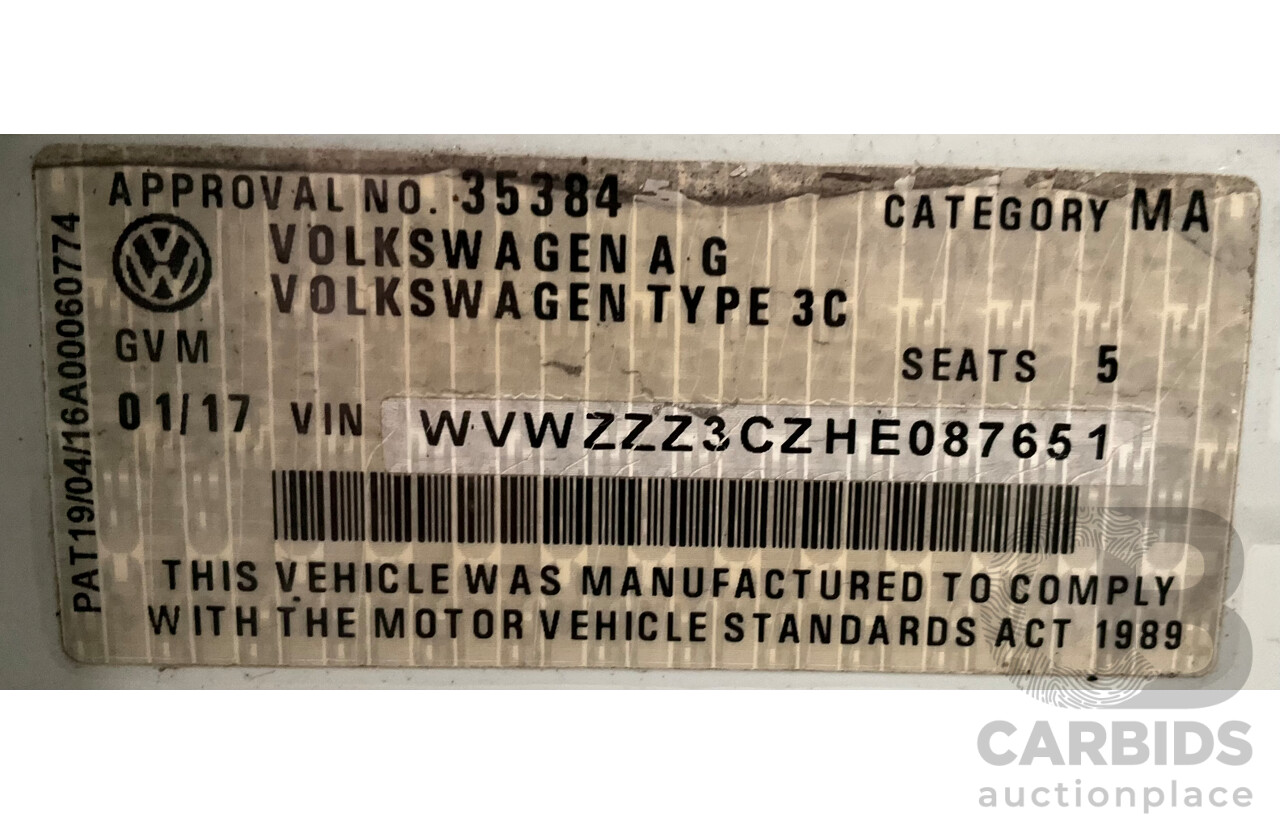 APPROVAL NO. 35384 CATEGORY MA
VOLKSWAGEN A G
VOLKSWAGEN TYPE 3C
GVM SEATS 5
01/17 VIN WVWZZZ3CZHE087651
THIS VEHICLE WAS MANUFACTURED TO COMPLY
WITH THE MOTOR VEHICLE STANDARDS ACT 1989
PAT19/04/16A00060774
CARBIDS
auctionplace